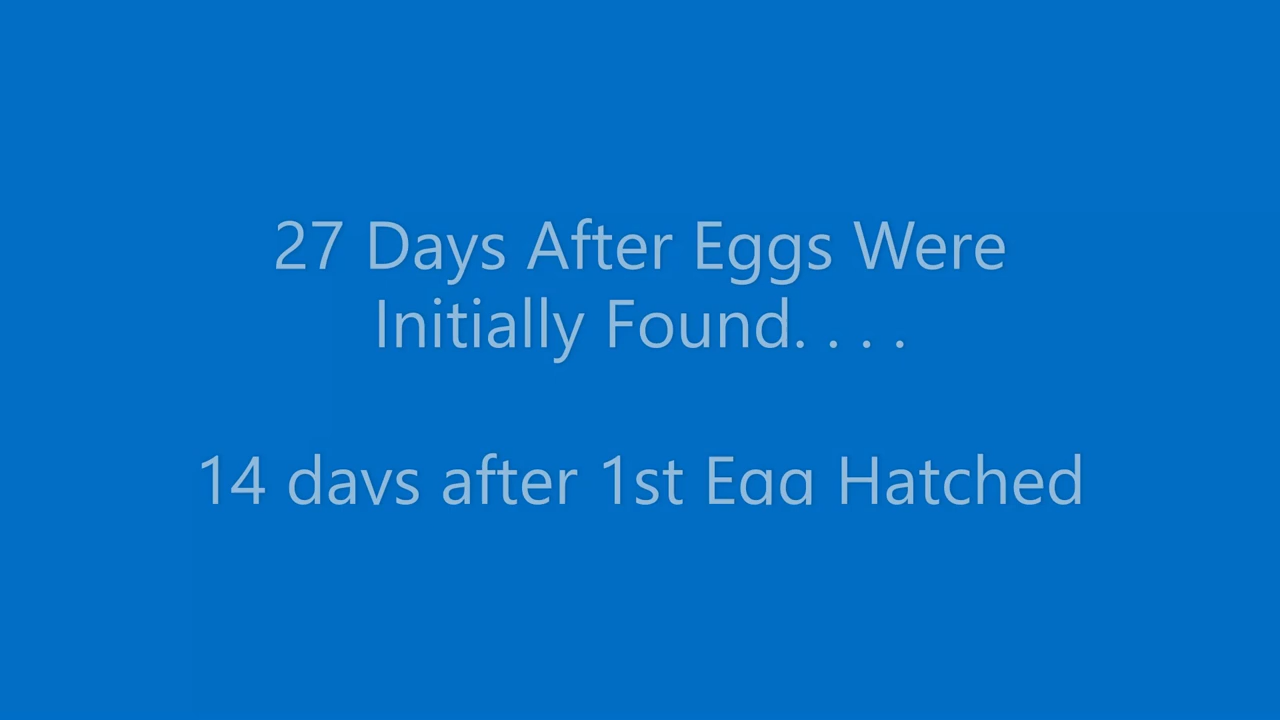 27 Days After Eggs Were
Initially Found. . . .
14 days after 1st Egg Hatched